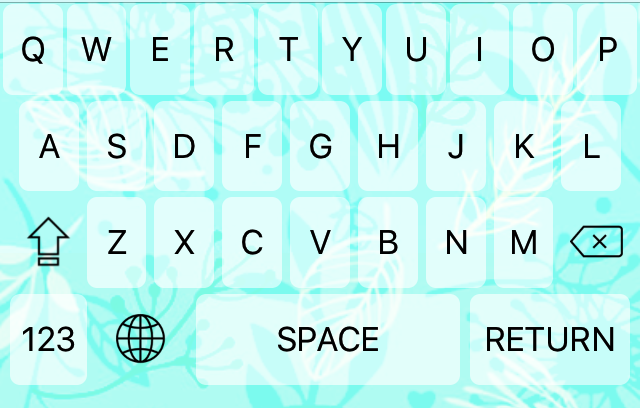 Q W E R T Y U I O P
A S D F G H J K L
Z X C V B N M
123 SPACE RETURN